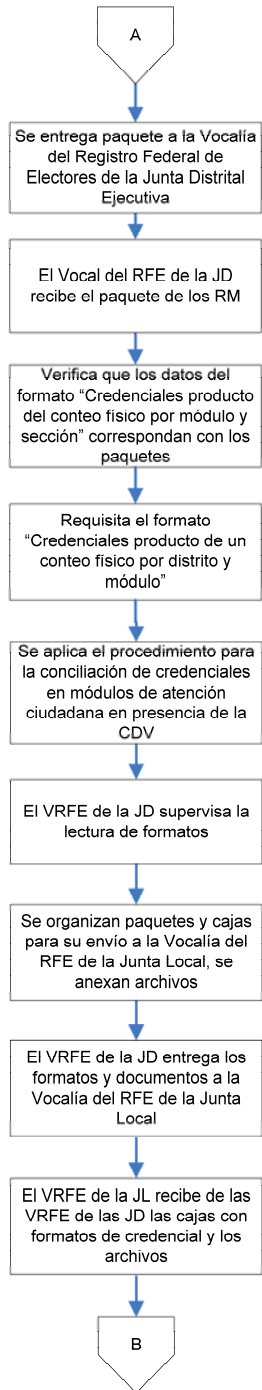 A
Se entrega paquete a la Vocalía
del Registro Federal de
Electores de la Junta Distrital
Ejecutiva
El Vocal del RFE de la JD
recibe el paquete de los RM
Verifica que los datos del
formato “Credenciales producto
del conteo físico por módulo y
sección” correspondan con los
paquetes
Requisita el formato
“Credenciales producto de un
conteo físico por distrito y
módulo”
Se aplica el procedimiento para
la conciliación de credenciales
en módulos de atención
ciudadana en presencia de la
CDV
El VRFE de la JD supervisa la
lectura de formatos
Se organizan paquetes y cajas
para su envío a la Vocalía del
RFE de la Junta Local, se
anexan archivos
El VRFE de la JD entrega los
formatos y documentos a la
Vocalía del RFE de la Junta
Local
El VRFE de la JL recibe de las
VRFE de las JD las cajas con
formatos de credencial y los
archivos
B